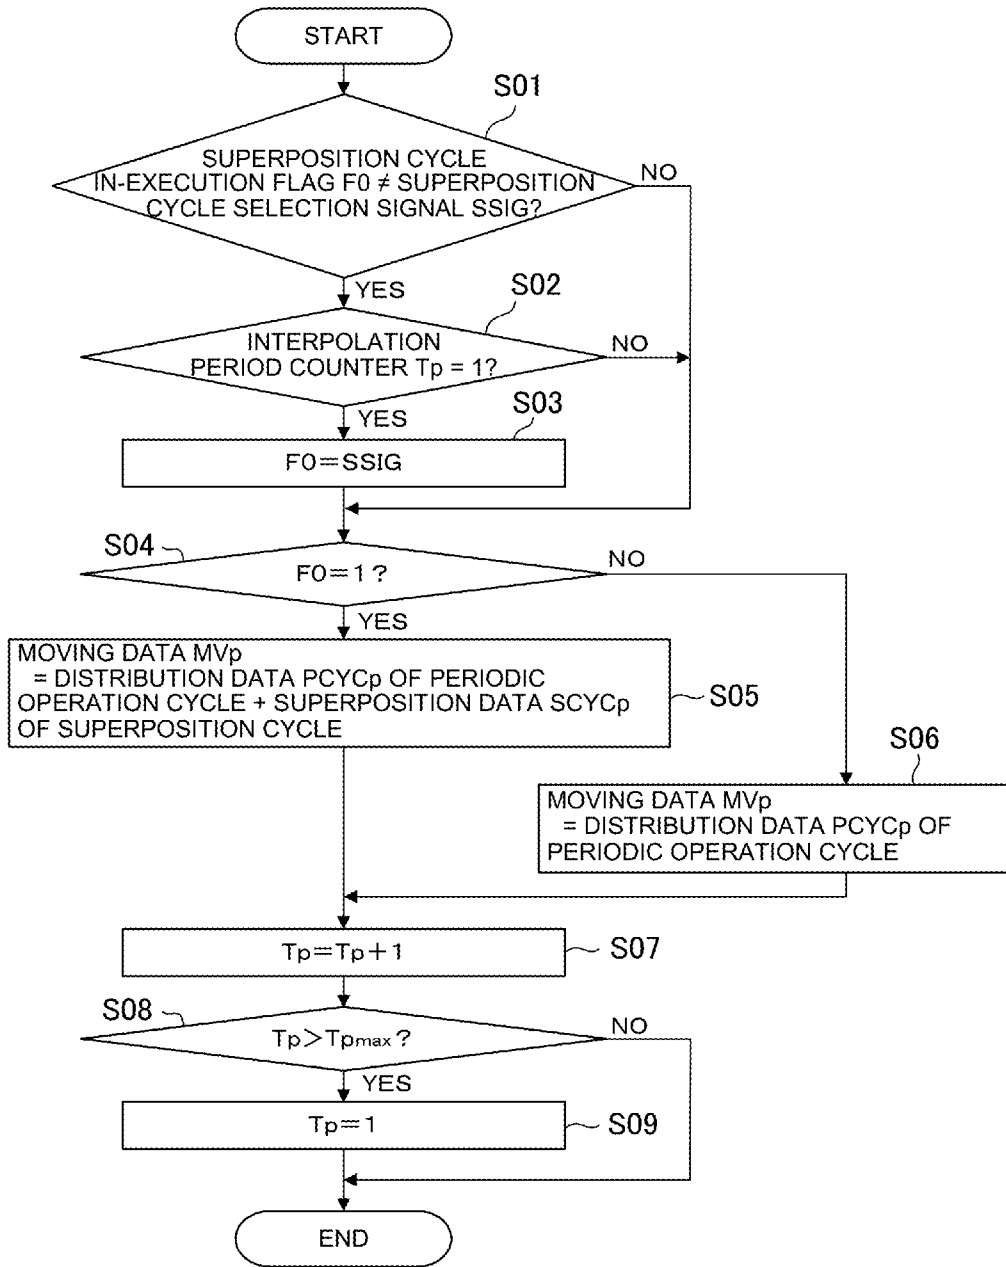 START
S01
SUPERPOSITION CYCLE
IN-EXECUTION FLAG F0 ≠ SUPERPOSITION
CYCLE SELECTION SIGNAL SSIG?
NO
YES
S02
INTERPOLATION
PERIOD COUNTER Tp = 1?
NO
YES
S03
F0=SSIG
S04
F0=1?
NO
YES
MOVING DATA MVp
= DISTRIBUTION DATA PCYCp OF PERIODIC
OPERATION CYCLE + SUPERPOSITION DATA SCYCp
OF SUPERPOSITION CYCLE
S05
S06
MOVING DATA MVp
= DISTRIBUTION DATA PCYCp OF
PERIODIC OPERATION CYCLE
Tp=Tp+1
S07
S08
Tp>Tpmax?
NO
YES
Tp=1
S09
END